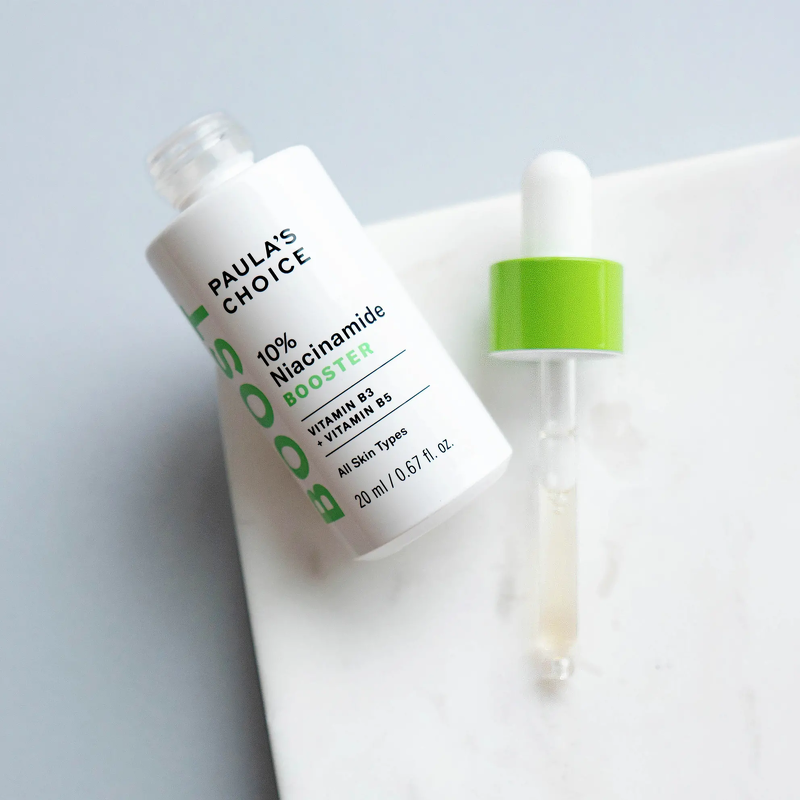 PAULA'S
CHOICE
10%
Niacinamide
BOOSTER
VITAMIN B3
+ VITAMIN B5
All Skin Types
20 ml / 0.67 fl. oz.
BOOST